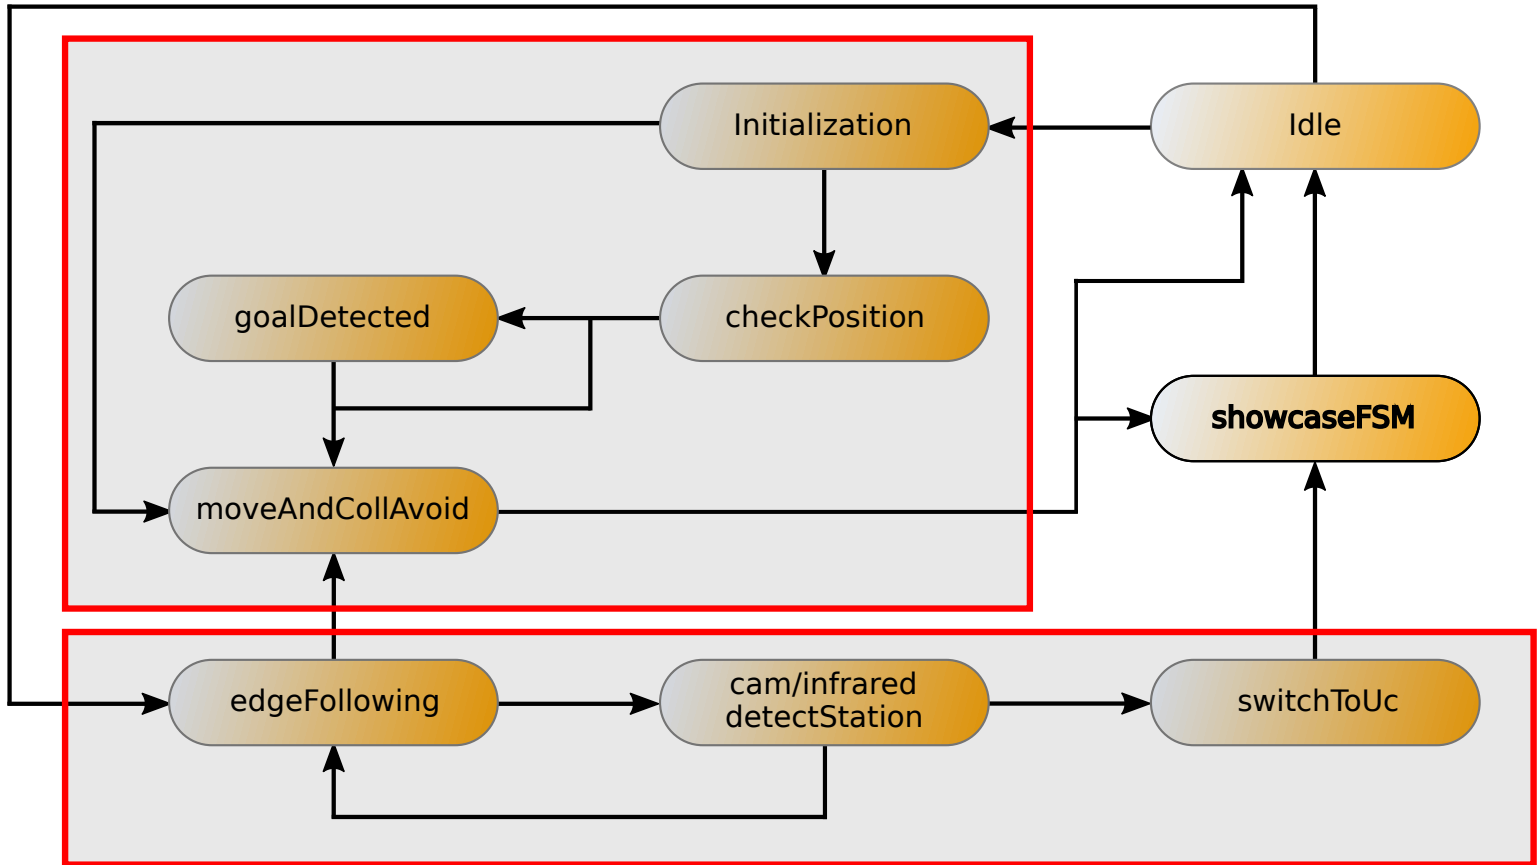 Initialization
Idle
goalDetected
checkPosition
showcaseFSM
moveAndCollAvoid
edgeFollowing
cam/infrared
detectStation
switchToUc